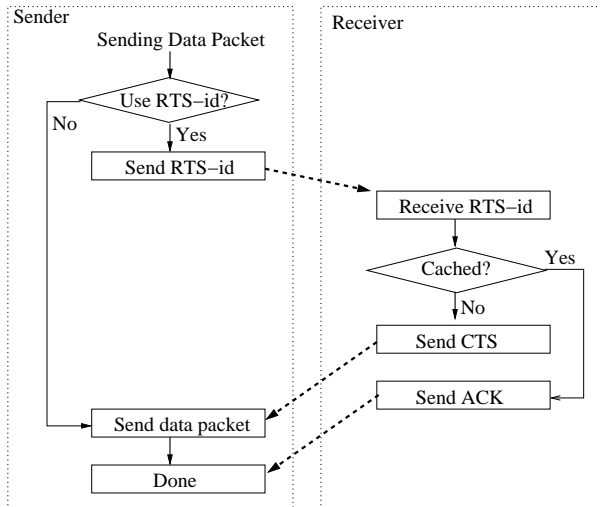 Sender
Sending Data Packet
Use RTS-id?
No
Yes
Send RTS-id
Receiver
Receive RTS-id
Cached?
Yes
No
Send CTS
Send ACK
Send data packet
Done